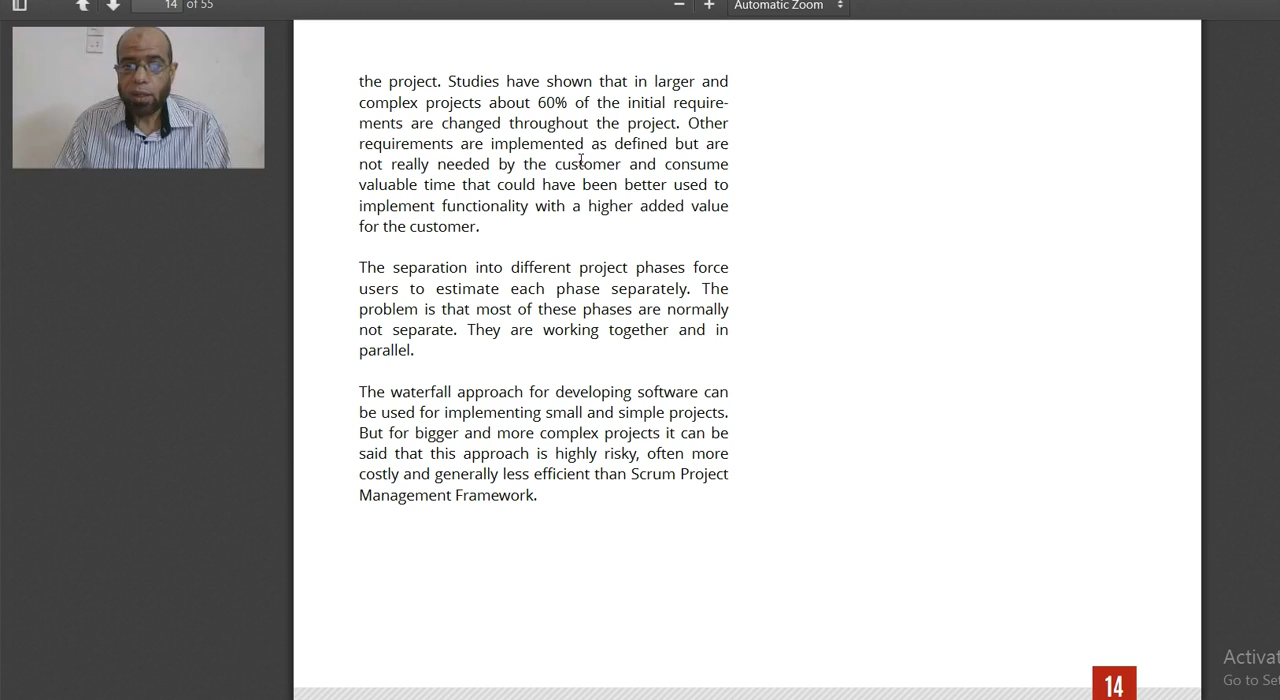 14 of 55
Automatic Zoom
the project. Studies have shown that in larger and
complex projects about 60% of the initial require-
ments are changed throughout the project. Other
requirements are implemented as defined but are
not really needed by the customer and consume
valuable time that could have been better used to
implement functionality with a higher added value
for the customer.
The separation into different project phases force
users to estimate each phase separately. The
problem is that most of these phases are normally
not separate. They are working together and in
parallel.
The waterfall approach for developing software can
be used for implementing small and simple projects.
But for bigger and more complex projects it can be
said that this approach is highly risky, often more
costly and generally less efficient than Scrum Project
Management Framework.
Activat
Go to Set
14